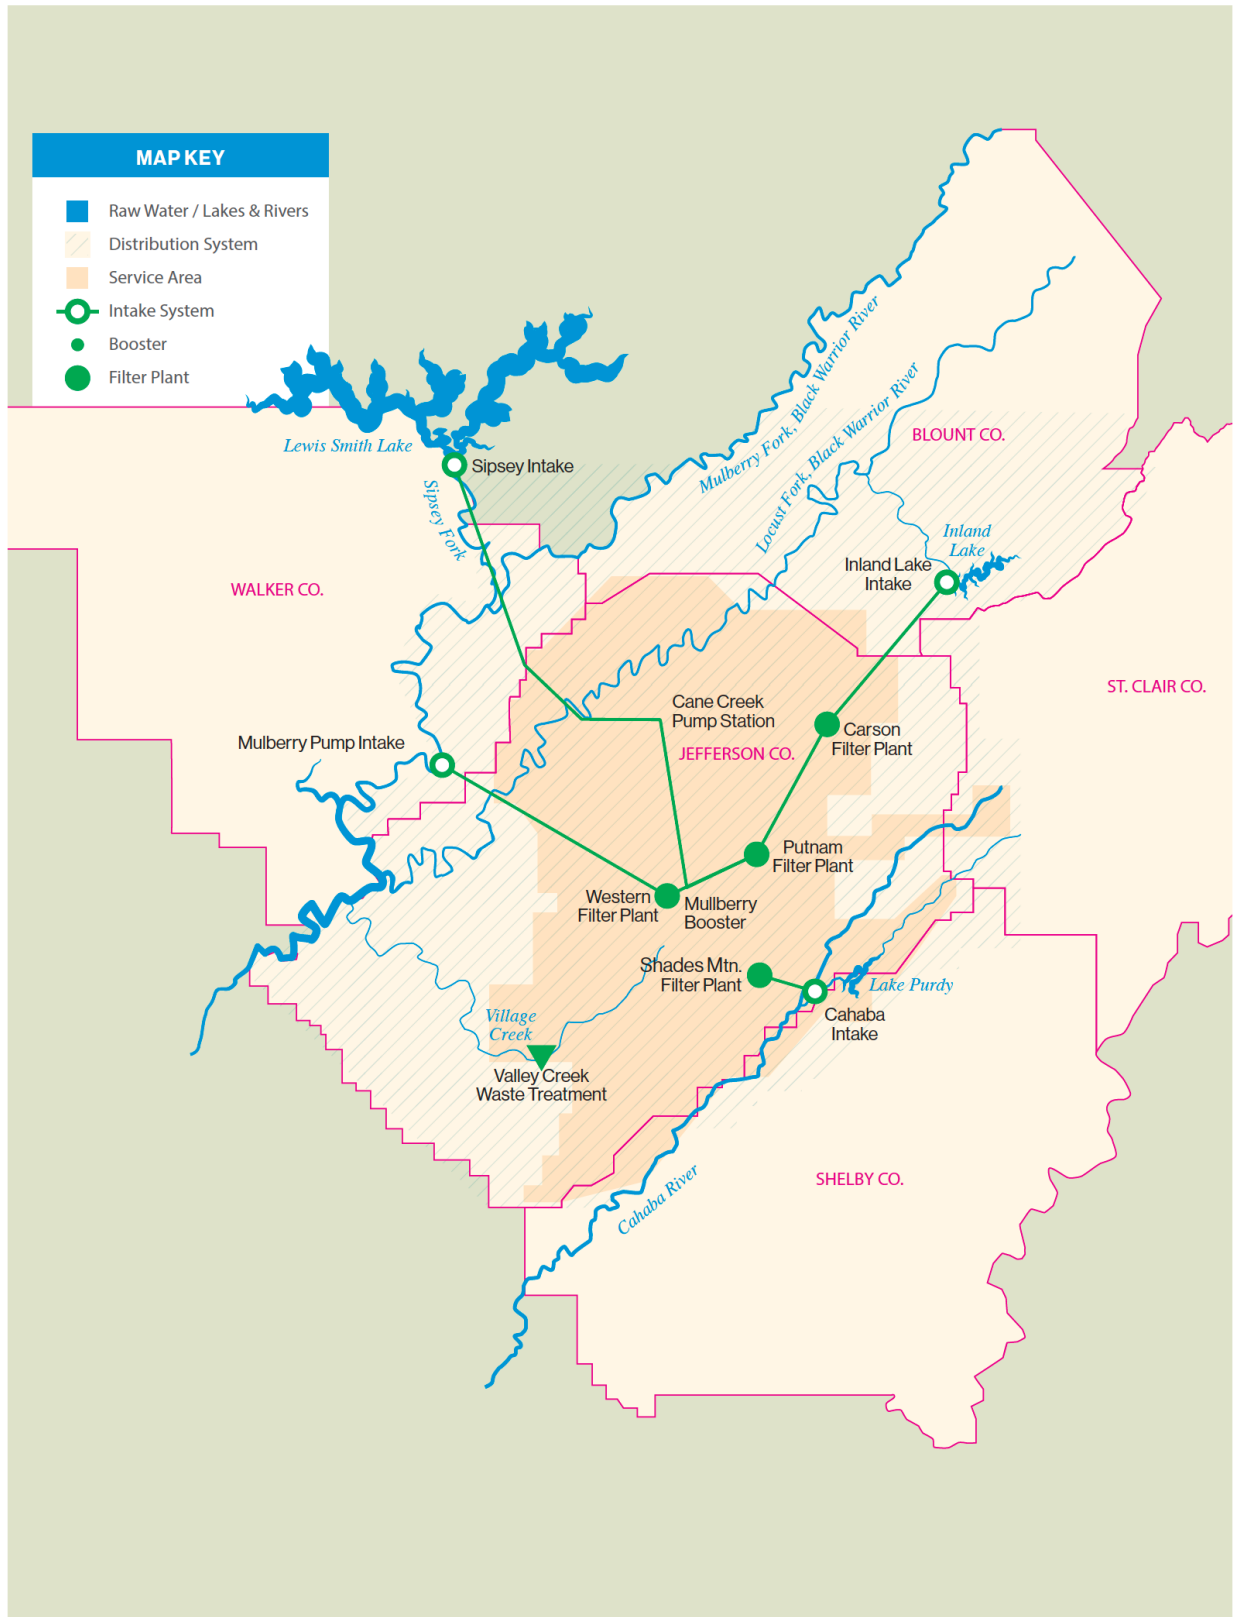 MAP KEY
Raw Water / Lakes & Rivers
Distribution System
Service Area
Intake System
Booster
Filter Plant
Lewis Smith Lake
Sipsey Intake
Sipsey Fork
Mulberry Fork, Black Warrior River
Locust Fork, Black Warrior River
BLOUNT CO.
Inland
Lake
Inland Lake
Intake
WALKER CO.
ST. CLAIR CO.
Cane Creek
Pump Station
Carson
Filter Plant
Mulberry Pump Intake
JEFFERSON CO.
Putnam
Filter Plant
Western
Filter Plant
Mullberry
Booster
Shades Mtn.
Filter Plant
Lake Purdy
Cahaba
Intake
Village
Creek
Valley Creek
Waste Treatment
SHELBY CO.
Cahaba River